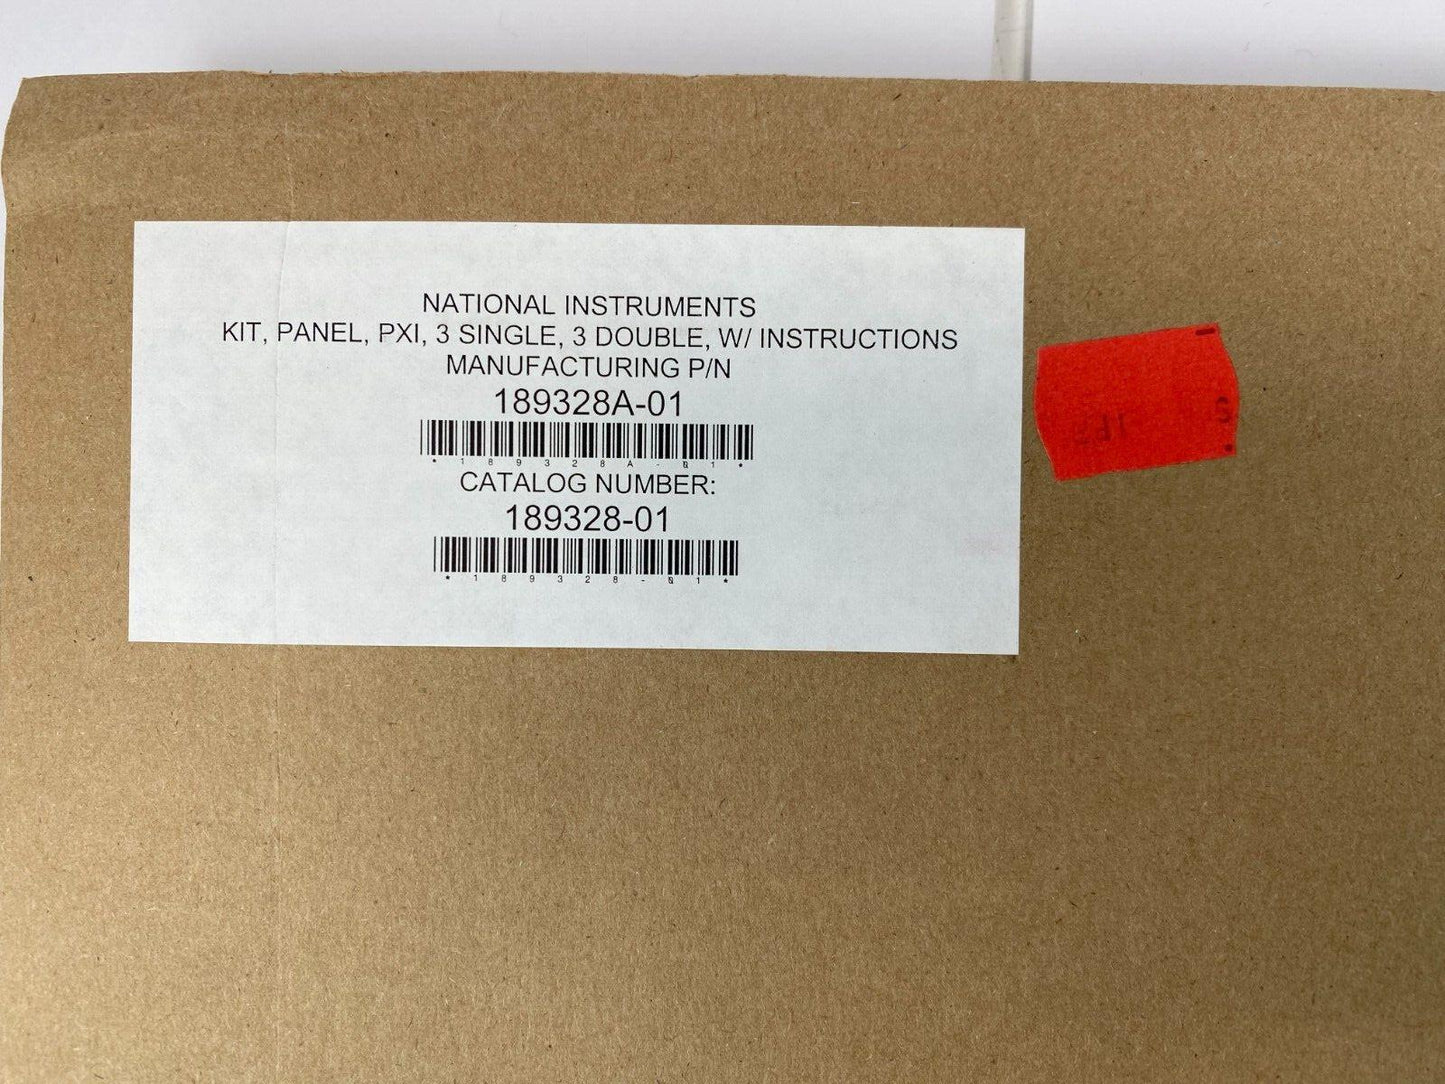 NATIONAL INSTRUMENTS
KIT, PANEL, PXI, 3 SINGLE, 3 DOUBLE, W/ INSTRUCTIONS
MANUFACTURING P/N
189328A-01
*189328A-01*
CATALOG NUMBER:
189328-01
*189328-01*